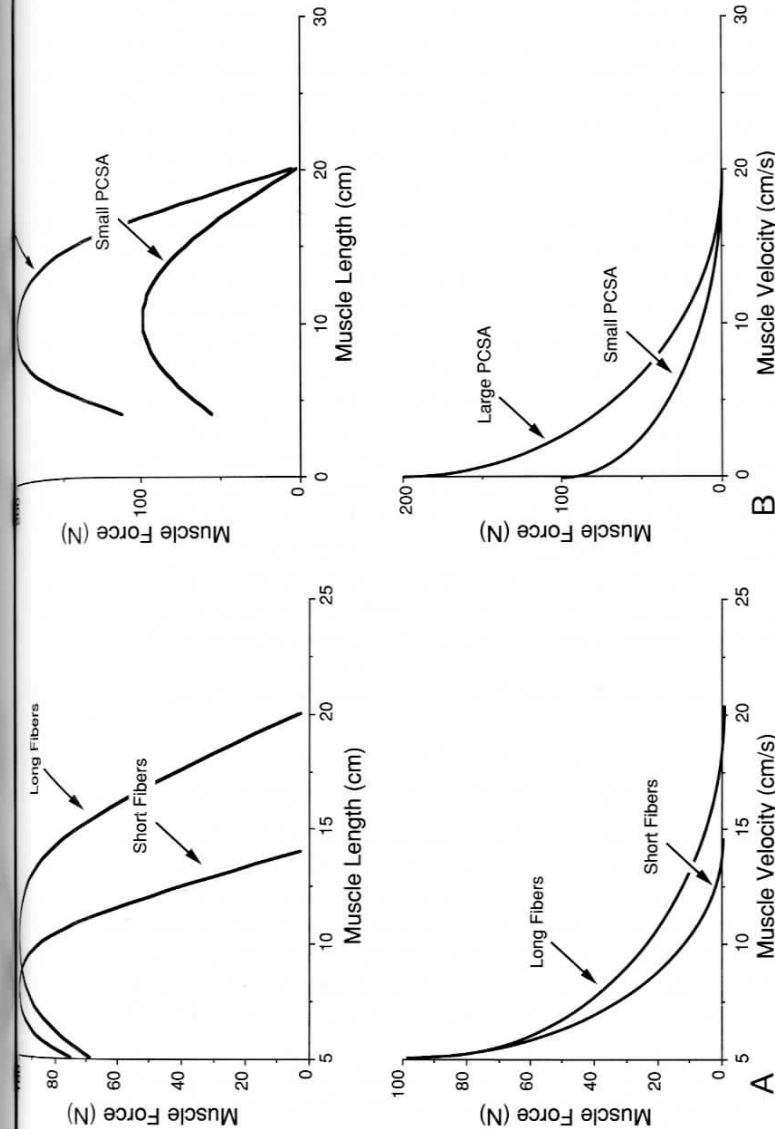 Muscle Force (N)
80
60
40
20
0
Long Fibers
Short Fibers
5
10
15
20
25
Muscle Length (cm)
Muscle Force (N)
100
0
Small PCSA
0
10
20
30
Muscle Length (cm)
Muscle Force (N)
100
80
60
40
20
0
Long Fibers
Short Fibers
5
10
15
20
25
Muscle Velocity (cm/s)
A
Muscle Force (N)
200
100
0
Large PCSA
Small PCSA
0
10
20
30
Muscle Velocity (cm/s)
B